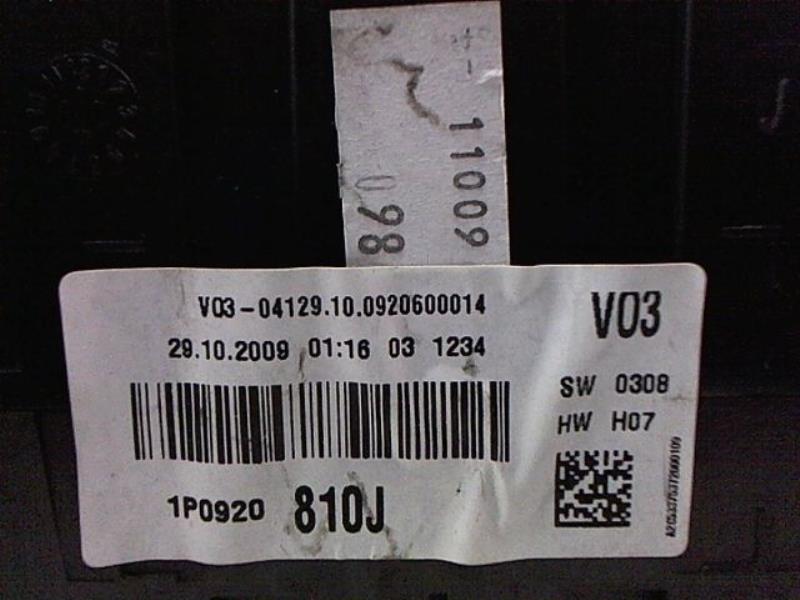 11009
098
V03-04129.10.0920600014
V03
29.10.2009 01:16 03 1234
SW 0308
HW H07
1P0920 810J
A2C53375372000109